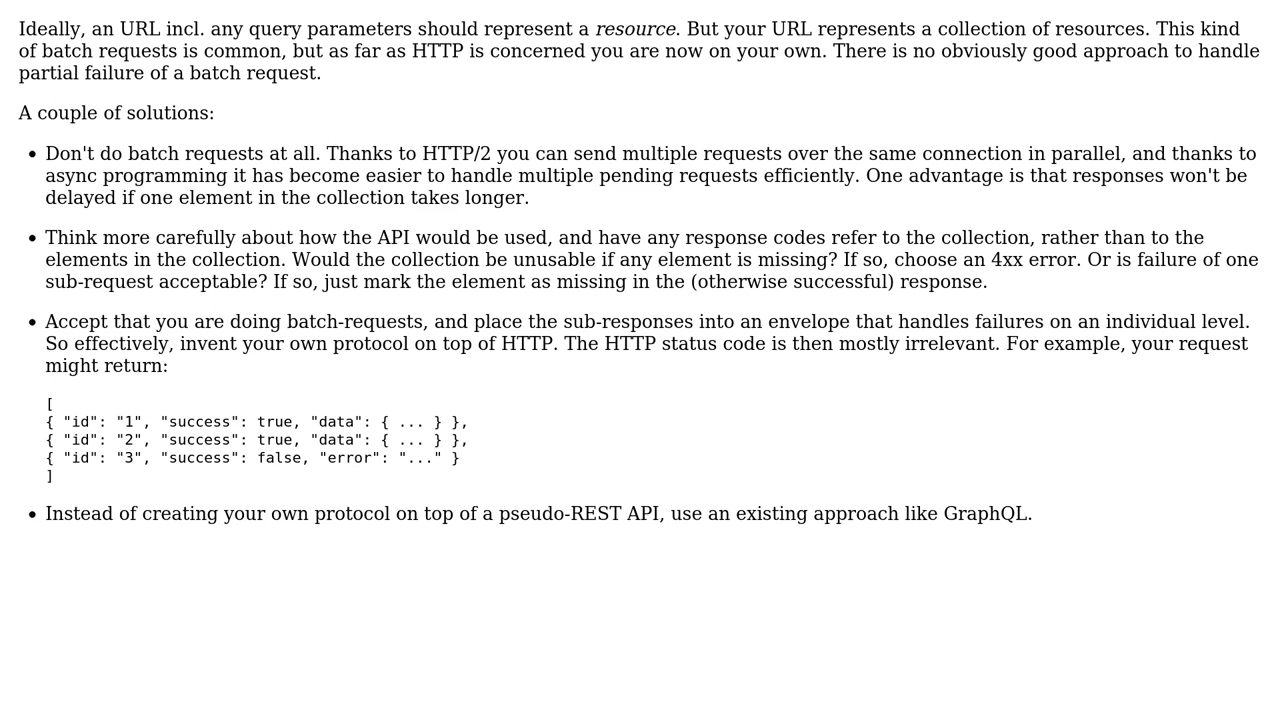 Ideally, an URL incl. any query parameters should represent a resource. But your URL represents a collection of resources. This kind
of batch requests is common, but as far as HTTP is concerned you are now on your own. There is no obviously good approach to handle
partial failure of a batch request.
A couple of solutions:
• Don't do batch requests at all. Thanks to HTTP/2 you can send multiple requests over the same connection in parallel, and thanks to
async programming it has become easier to handle multiple pending requests efficiently. One advantage is that responses won't be
delayed if one element in the collection takes longer.
• Think more carefully about how the API would be used, and have any response codes refer to the collection, rather than to the
elements in the collection. Would the collection be unusable if any element is missing? If so, choose an 4xx error. Or is failure of one
sub-request acceptable? If so, just mark the element as missing in the (otherwise successful) response.
• Accept that you are doing batch-requests, and place the sub-responses into an envelope that handles failures on an individual level.
So effectively, invent your own protocol on top of HTTP. The HTTP status code is then mostly irrelevant. For example, your request
might return:
[
{ "id": "1", "success": true, "data": { ... } },
{ "id": "2", "success": true, "data": { ... } },
{ "id": "3", "success": false, "error": "..." }
]
• Instead of creating your own protocol on top of a pseudo-REST API, use an existing approach like GraphQL.